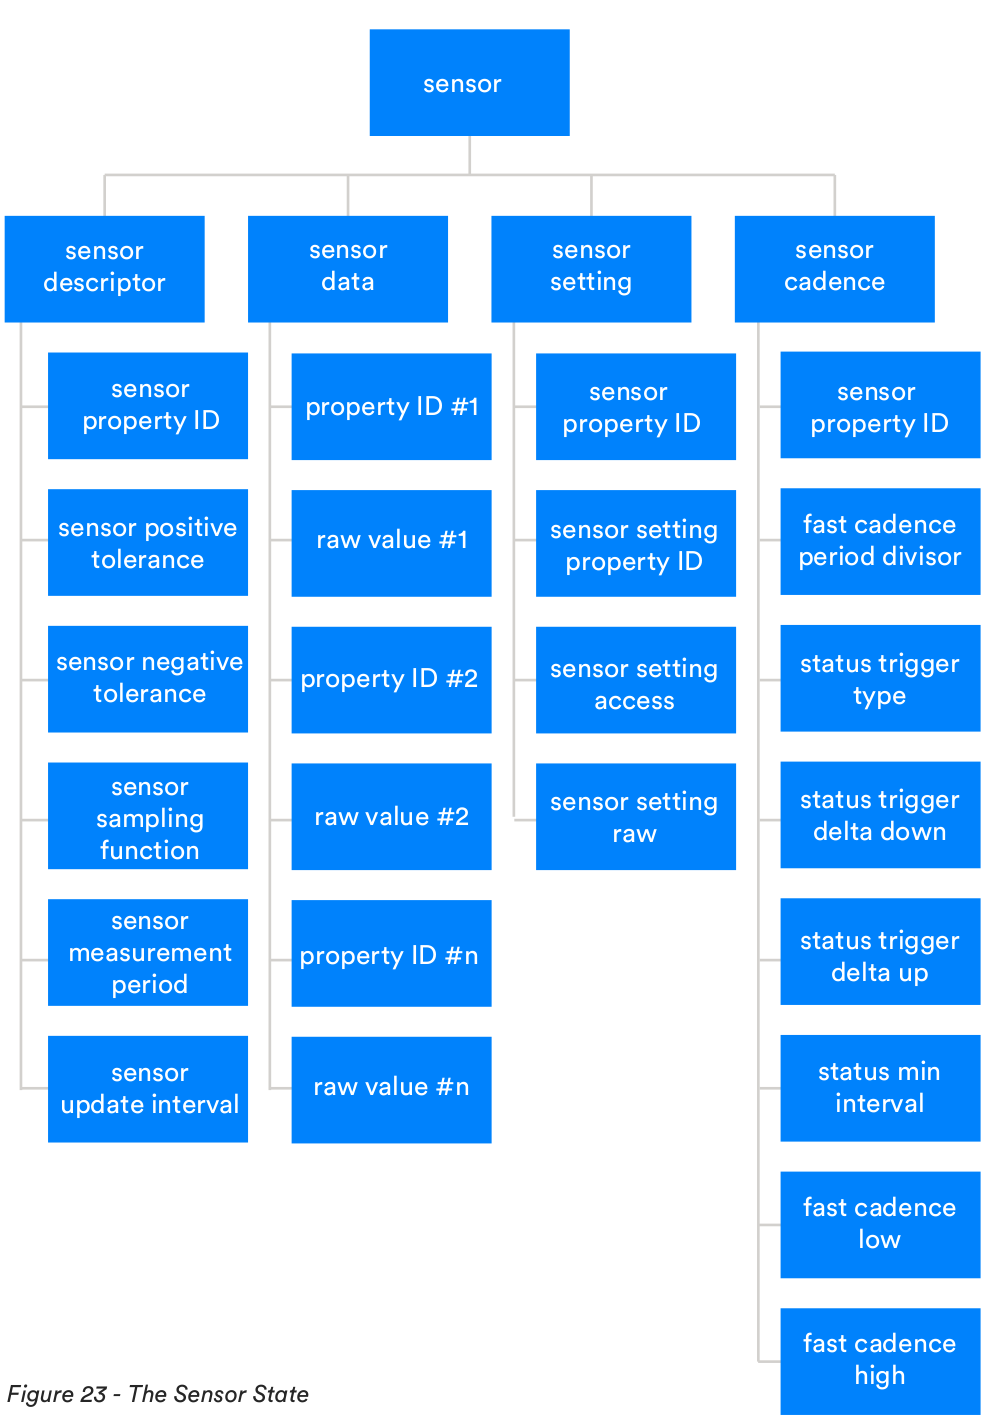 sensor
sensor
descriptor
sensor
property ID
sensor positive
tolerance
sensor negative
tolerance
sensor
sampling
function
sensor
measurement
period
sensor
update interval
sensor
data
property ID #1
raw value #1
property ID #2
raw value #2
property ID #n
raw value #n
sensor
setting
sensor
property ID
sensor setting
property ID
sensor setting
access
sensor setting
raw
sensor
cadence
sensor
property ID
fast cadence
period divisor
status trigger
type
status trigger
delta down
status trigger
delta up
status min
interval
fast cadence
low
fast cadence
high
Figure 23 - The Sensor State